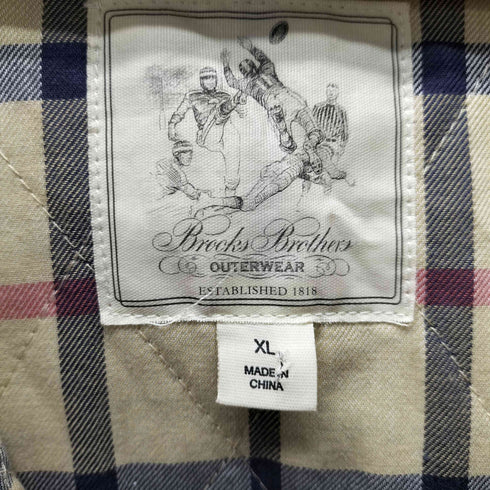 Brooks Brothers
OUTERWEAR
ESTABLISHED 1818
XL
MADE IN
CHINA